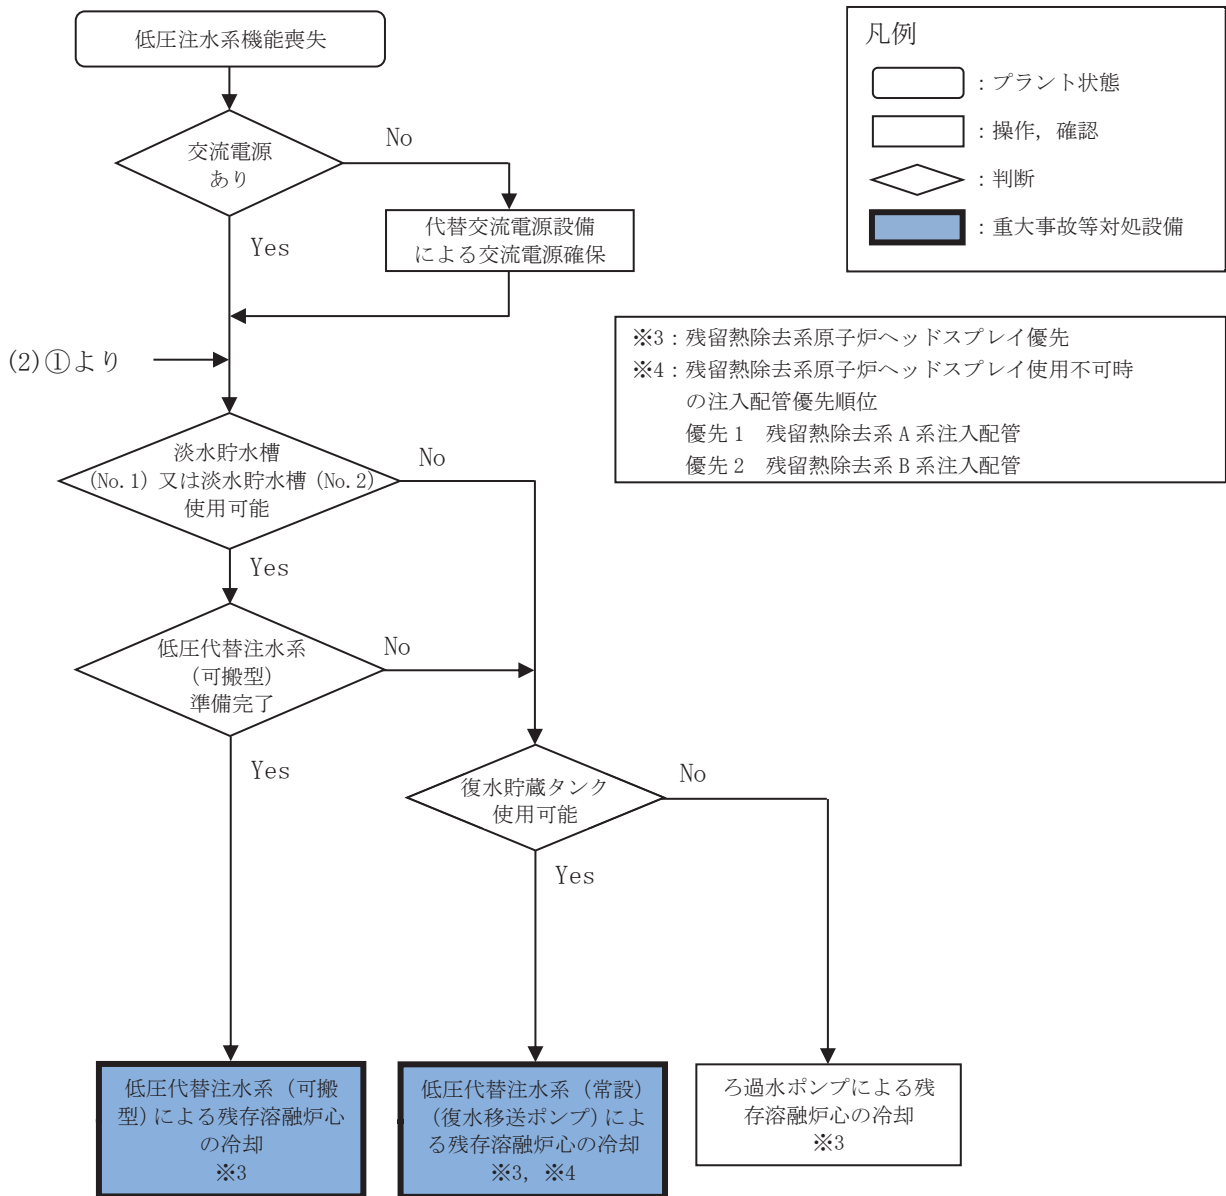 低圧注水系機能喪失
交流電源
あり
No
Yes
代替交流電源設備
による交流電源確保
(2)①より
淡水貯水槽
(No.1) 又は淡水貯水槽 (No.2)
使用可能
No
Yes
低圧代替注水系
(可搬型)
準備完了
No
Yes
復水貯蔵タンク
使用可能
No
Yes
低圧代替注水系 (可搬
型)による残存溶融炉心
の冷却
※3
低圧代替注水系 (常設)
(復水移送ポンプ)によ
る残存溶融炉心の冷却
※3, ※4
ろ過水ポンプによる残
存溶融炉心の冷却
※3
凡例
: プラント状態
: 操作, 確認
: 判断
: 重大事故等対処設備
※3 : 残留熱除去系原子炉ヘッドスプレイ優先
※4 : 残留熱除去系原子炉ヘッドスプレイ使用不可時
の注入配管優先順位
優先 1 残留熱除去系 A 系注入配管
優先 2 残留熱除去系 B 系注入配管